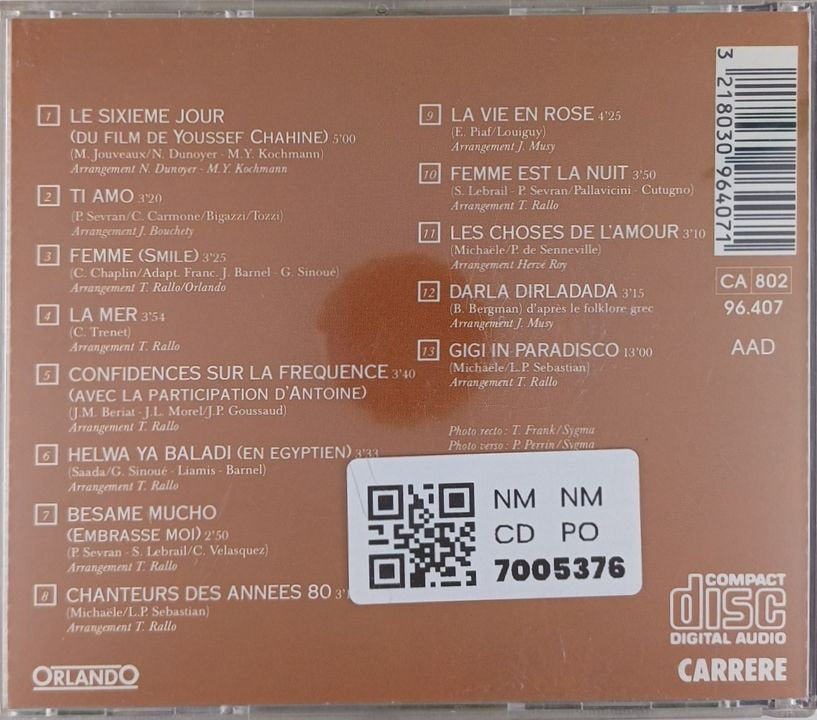 1 LE SIXIEME JOUR
(DU FILM DE YOUSSEF CHAHINE) 5'00
(M. Jouveaux/N. Dunoyer - M.Y. Kochmann)
Arrangement N. Dunoyer - M.Y. Kochmann
2 TI AMO 3'20
(P. Sevran/C. Carmone/Bigazzi/Tozzi)
Arrangement J. Bouchety
3 FEMME (SMILE) 3'25
(C. Chaplin/Adapt. Franc. J. Barnel - G. Sinoué)
Arrangement T. Rallo/Orlando
4 LA MER 3'54
(C. Trenet)
Arrangement T. Rallo
5 CONFIDENCES SUR LA FREQUENCE 3'40
(AVEC LA PARTICIPATION D'ANTOINE)
(J.M. Beriat - J.L. Morel/J.P. Goussaud)
Arrangement T. Rallo
6 HELWA YA BALADI (EN EGYPTIEN) 3'33
(Saada/G. Sinoué - Liamis - Barnel)
Arrangement T. Rallo
7 BESAME MUCHO
(EMBRASSE MOI) 2'50
(P. Sevran - S. Lebrail/C. Velasquez)
Arrangement T. Rallo
8 CHANTEURS DES ANNEES 80
(Michaële/L.P. Sebastian)
Arrangement T. Rallo
ORLANDO
9 LA VIE EN ROSE 4'25
(E. Piaf/Louiguy)
Arrangement J. Musy
10 FEMME EST LA NUIT 3'50
(S. Lebrail - P. Sevran/Pallavicini - Cutugno)
Arrangement T. Rallo
11 LES CHOSES DE L'AMOUR 3'10
(Michaële/P. de Senneville)
Arrangement Hervé Roy
12 DARLA DIRLADADA 3'15
(B. Bergman) d'après le folklore grec
Arrangement J. Musy
13 GIGI IN PARADISCO 13'00
(Michaële/L.P. Sebastian)
Arrangement T. Rallo
Photo recto : T. Frank/Sygma
Photo verso : P. Perrin/Sygma
3 218030 964071
CA 802
96.407
AAD
NM NM
CD PO
7005376
COMPACT
disc
DIGITAL AUDIO
CARRERE